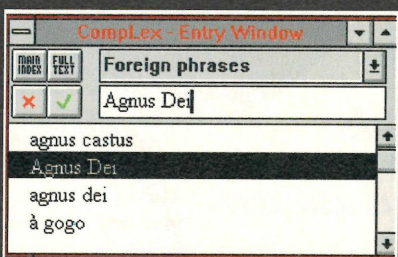 CompLex - Entry Window
MAIN INDEX
FULL TEXT
Foreign phrases
Agnus Dei
agnus castus
Agnus Dei
agnus dei
à gogo